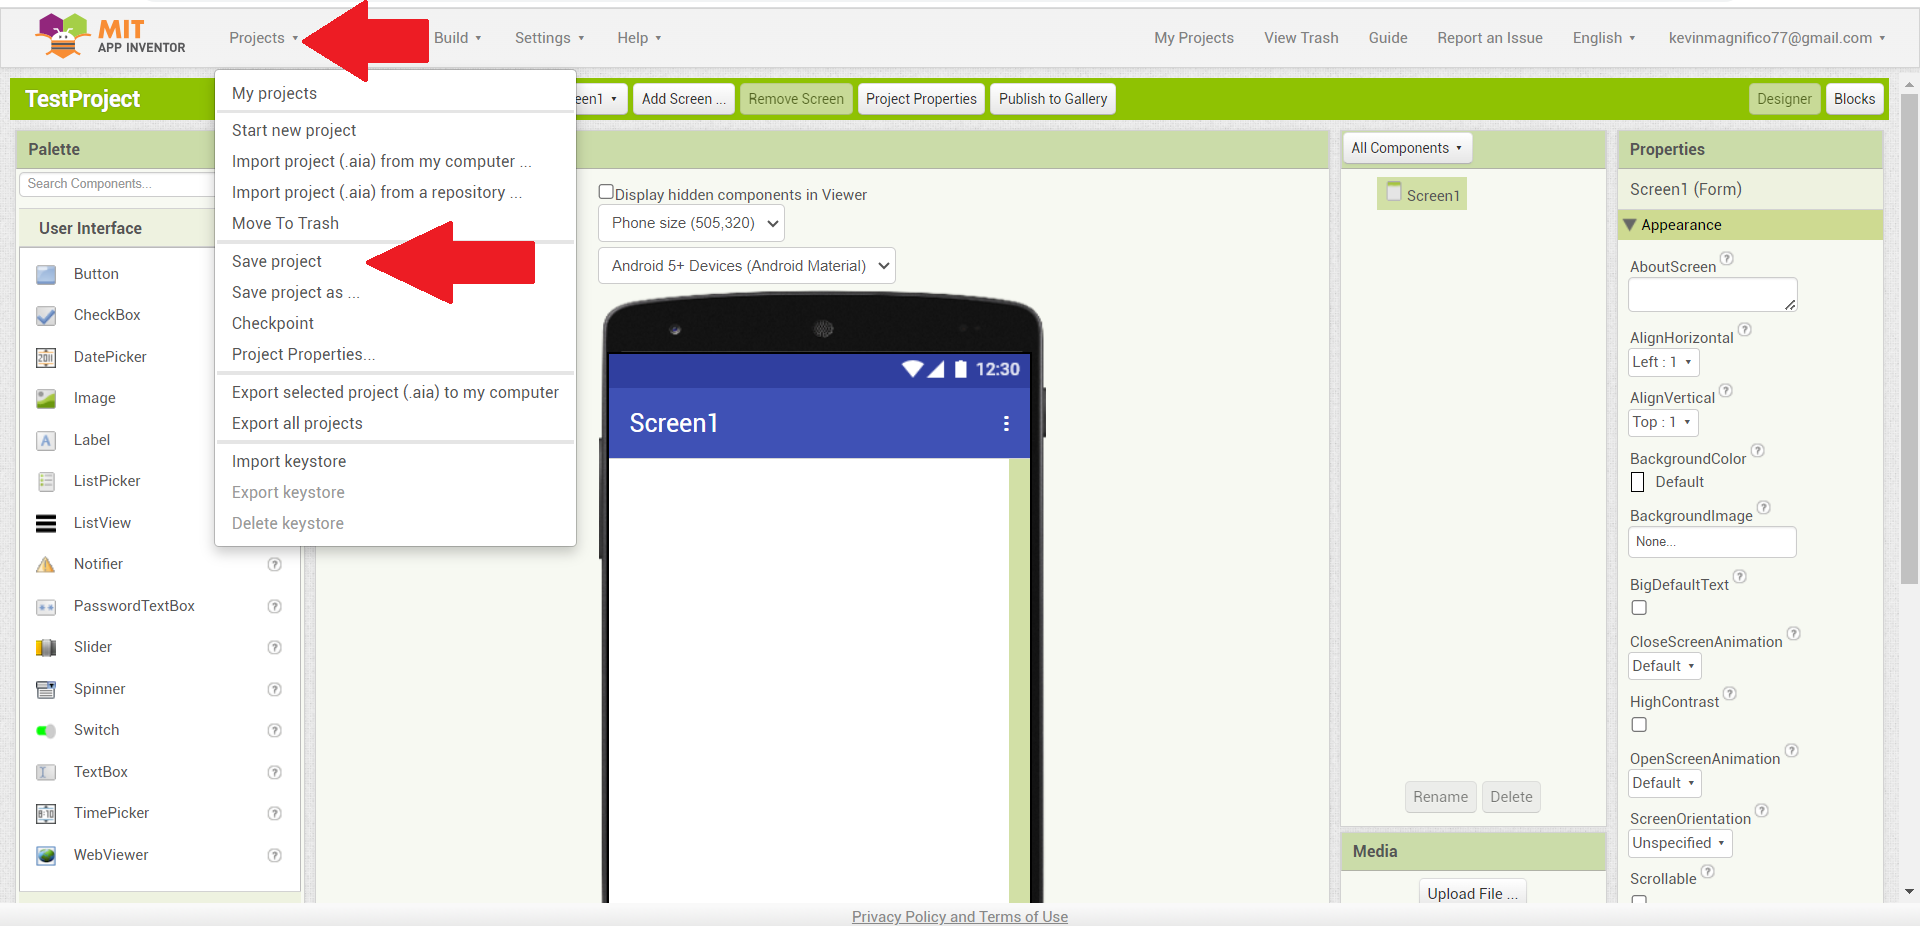 MIT
APP INVENTOR
Projects
Build
Settings
Help
My Projects
View Trash
Guide
Report an Issue
English
kevinmagnifico77@gmail.com
TestProject
My projects
Start new project
Import project (.aia) from my computer ...
Import project (.aia) from a repository ...
Move To Trash
Save project
Save project as ...
Checkpoint
Project Properties...
Export selected project (.aia) to my computer
Export all projects
Import keystore
Export keystore
Delete keystore
een1
Add Screen ...
Remove Screen
Project Properties
Publish to Gallery
Designer
Blocks
Palette
Search Components...
User Interface
Button
CheckBox
DatePicker
Image
Label
ListPicker
ListView
Notifier
?
PasswordTextBox
?
Slider
?
Spinner
?
Switch
?
TextBox
?
TimePicker
?
WebViewer
?
Display hidden components in Viewer
Phone size (505,320)
Android 5+ Devices (Android Material)
12:30
Screen1
All Components
Screen1
Rename
Delete
Media
Upload File ...
Properties
Screen1 (Form)
Appearance
AboutScreen ?
AlignHorizontal ?
Left : 1
AlignVertical ?
Top : 1
BackgroundColor ?
Default
BackgroundImage ?
None...
BigDefaultText ?
CloseScreenAnimation ?
Default
HighContrast ?
OpenScreenAnimation ?
Default
ScreenOrientation ?
Unspecified
Scrollable ?
Privacy Policy and Terms of Use